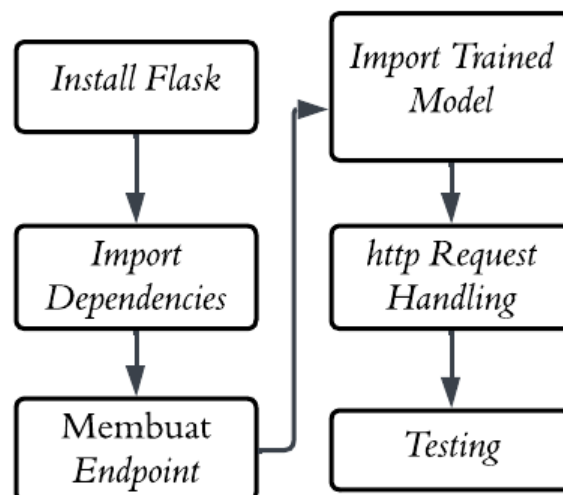 Install Flask
Import
Dependencies
Membuat
Endpoint
Import Trained
Model
http Request
Handling
Testing